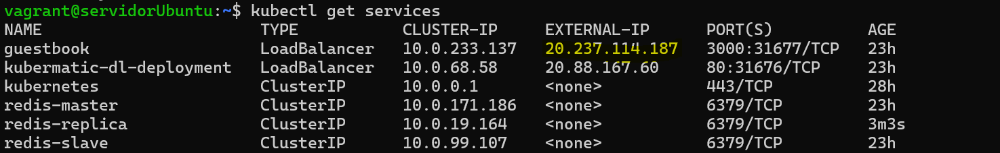 vagrant@servidorUbuntu:~$ kubectl get services
NAME TYPE CLUSTER-IP EXTERNAL-IP PORT(S) AGE
guestbook LoadBalancer 10.0.233.137 20.237.114.187 3000:31677/TCP 23h
kubermatic-dl-deployment LoadBalancer 10.0.68.58 20.88.167.60 80:31676/TCP 23h
kubernetes ClusterIP 10.0.0.1 <none> 443/TCP 28h
redis-master ClusterIP 10.0.171.186 <none> 6379/TCP 23h
redis-replica ClusterIP 10.0.19.164 <none> 6379/TCP 3m3s
redis-slave ClusterIP 10.0.99.107 <none> 6379/TCP 23h